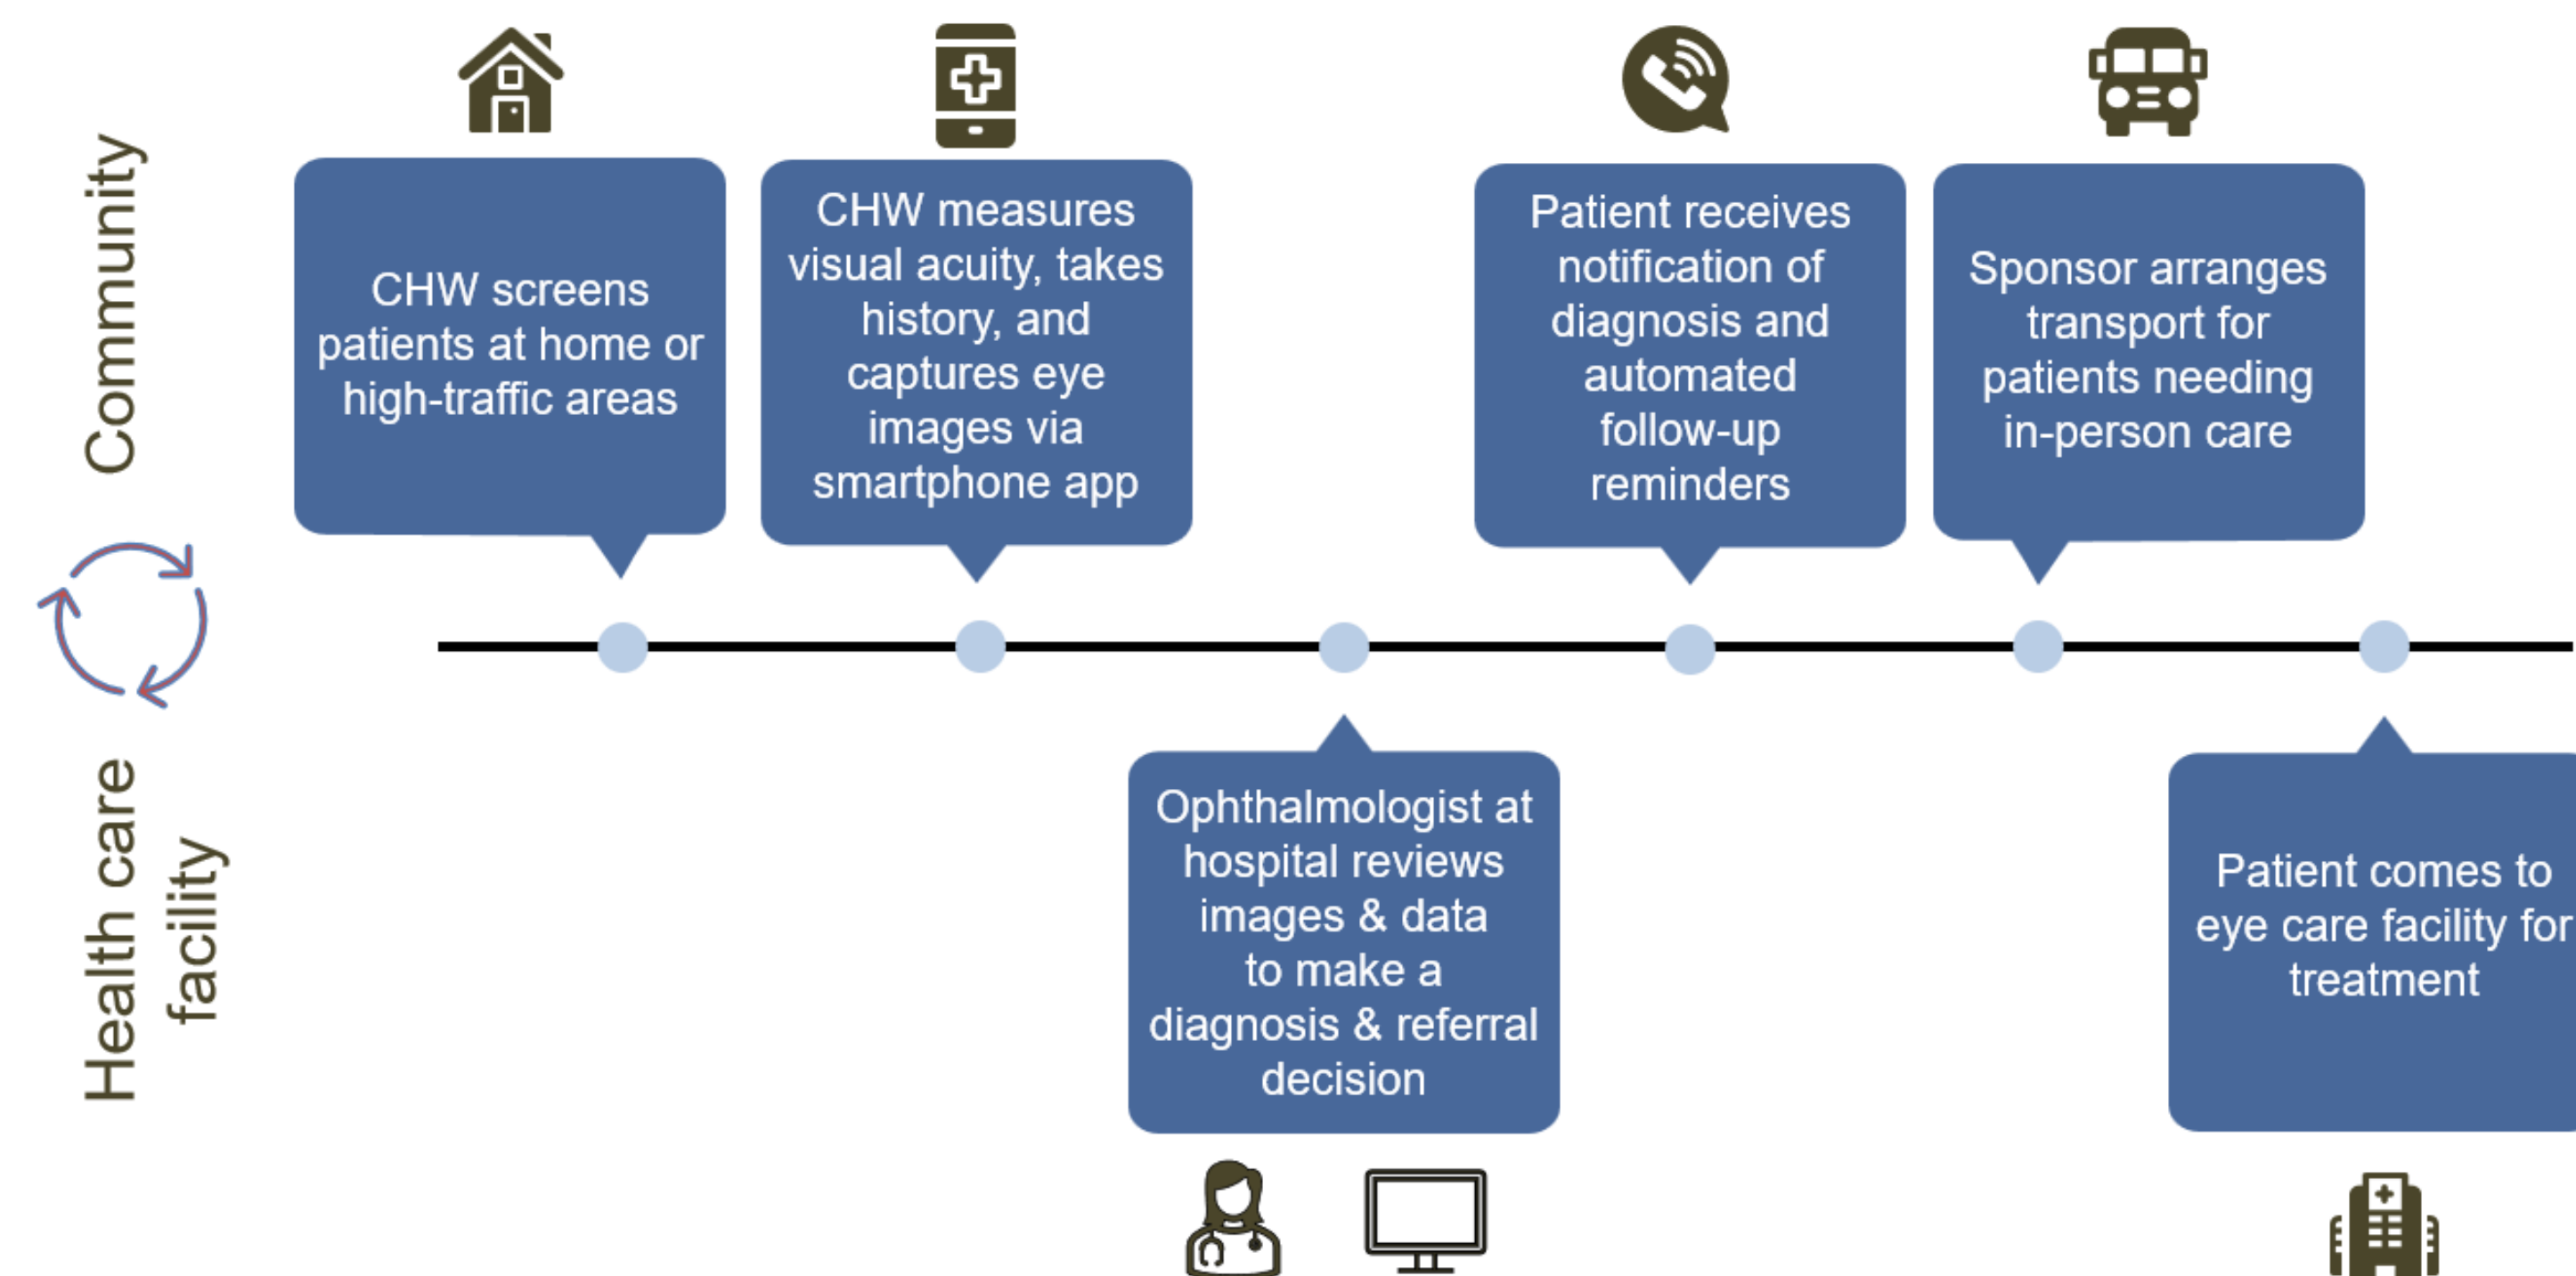 Community
CHW screens
patients at home or
high-traffic areas
CHW measures
visual acuity, takes
history, and
captures eye
images via
smartphone app
Patient receives
notification of
diagnosis and
automated
follow-up
reminders
Sponsor arranges
transport for
patients needing
in-person care
Health care
facility
Ophthalmologist at
hospital reviews
images & data
to make a
diagnosis & referral
decision
Patient comes to
eye care facility for
treatment